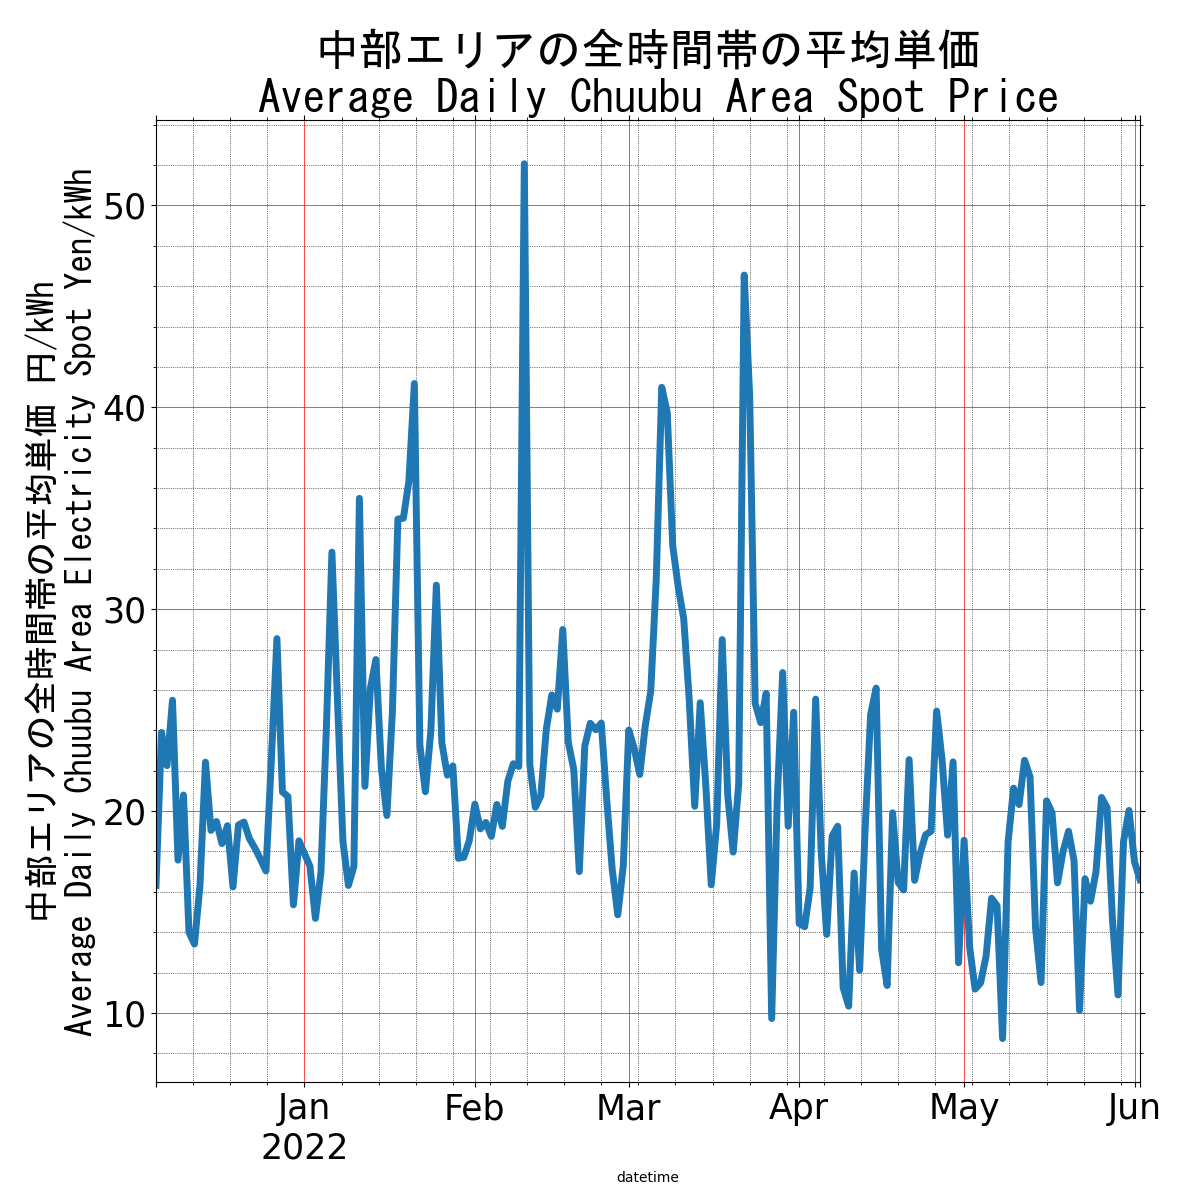 中部エリアの全時間帯の平均単価
Average Daily Chuubu Area Spot Price
中部エリアの全時間帯の平均単価 円/kWh
Average Daily Chuubu Area Electricity Spot Yen/kWh
50
40
30
20
10
Jan
2022
Feb
Mar
Apr
May
Jun
datetime